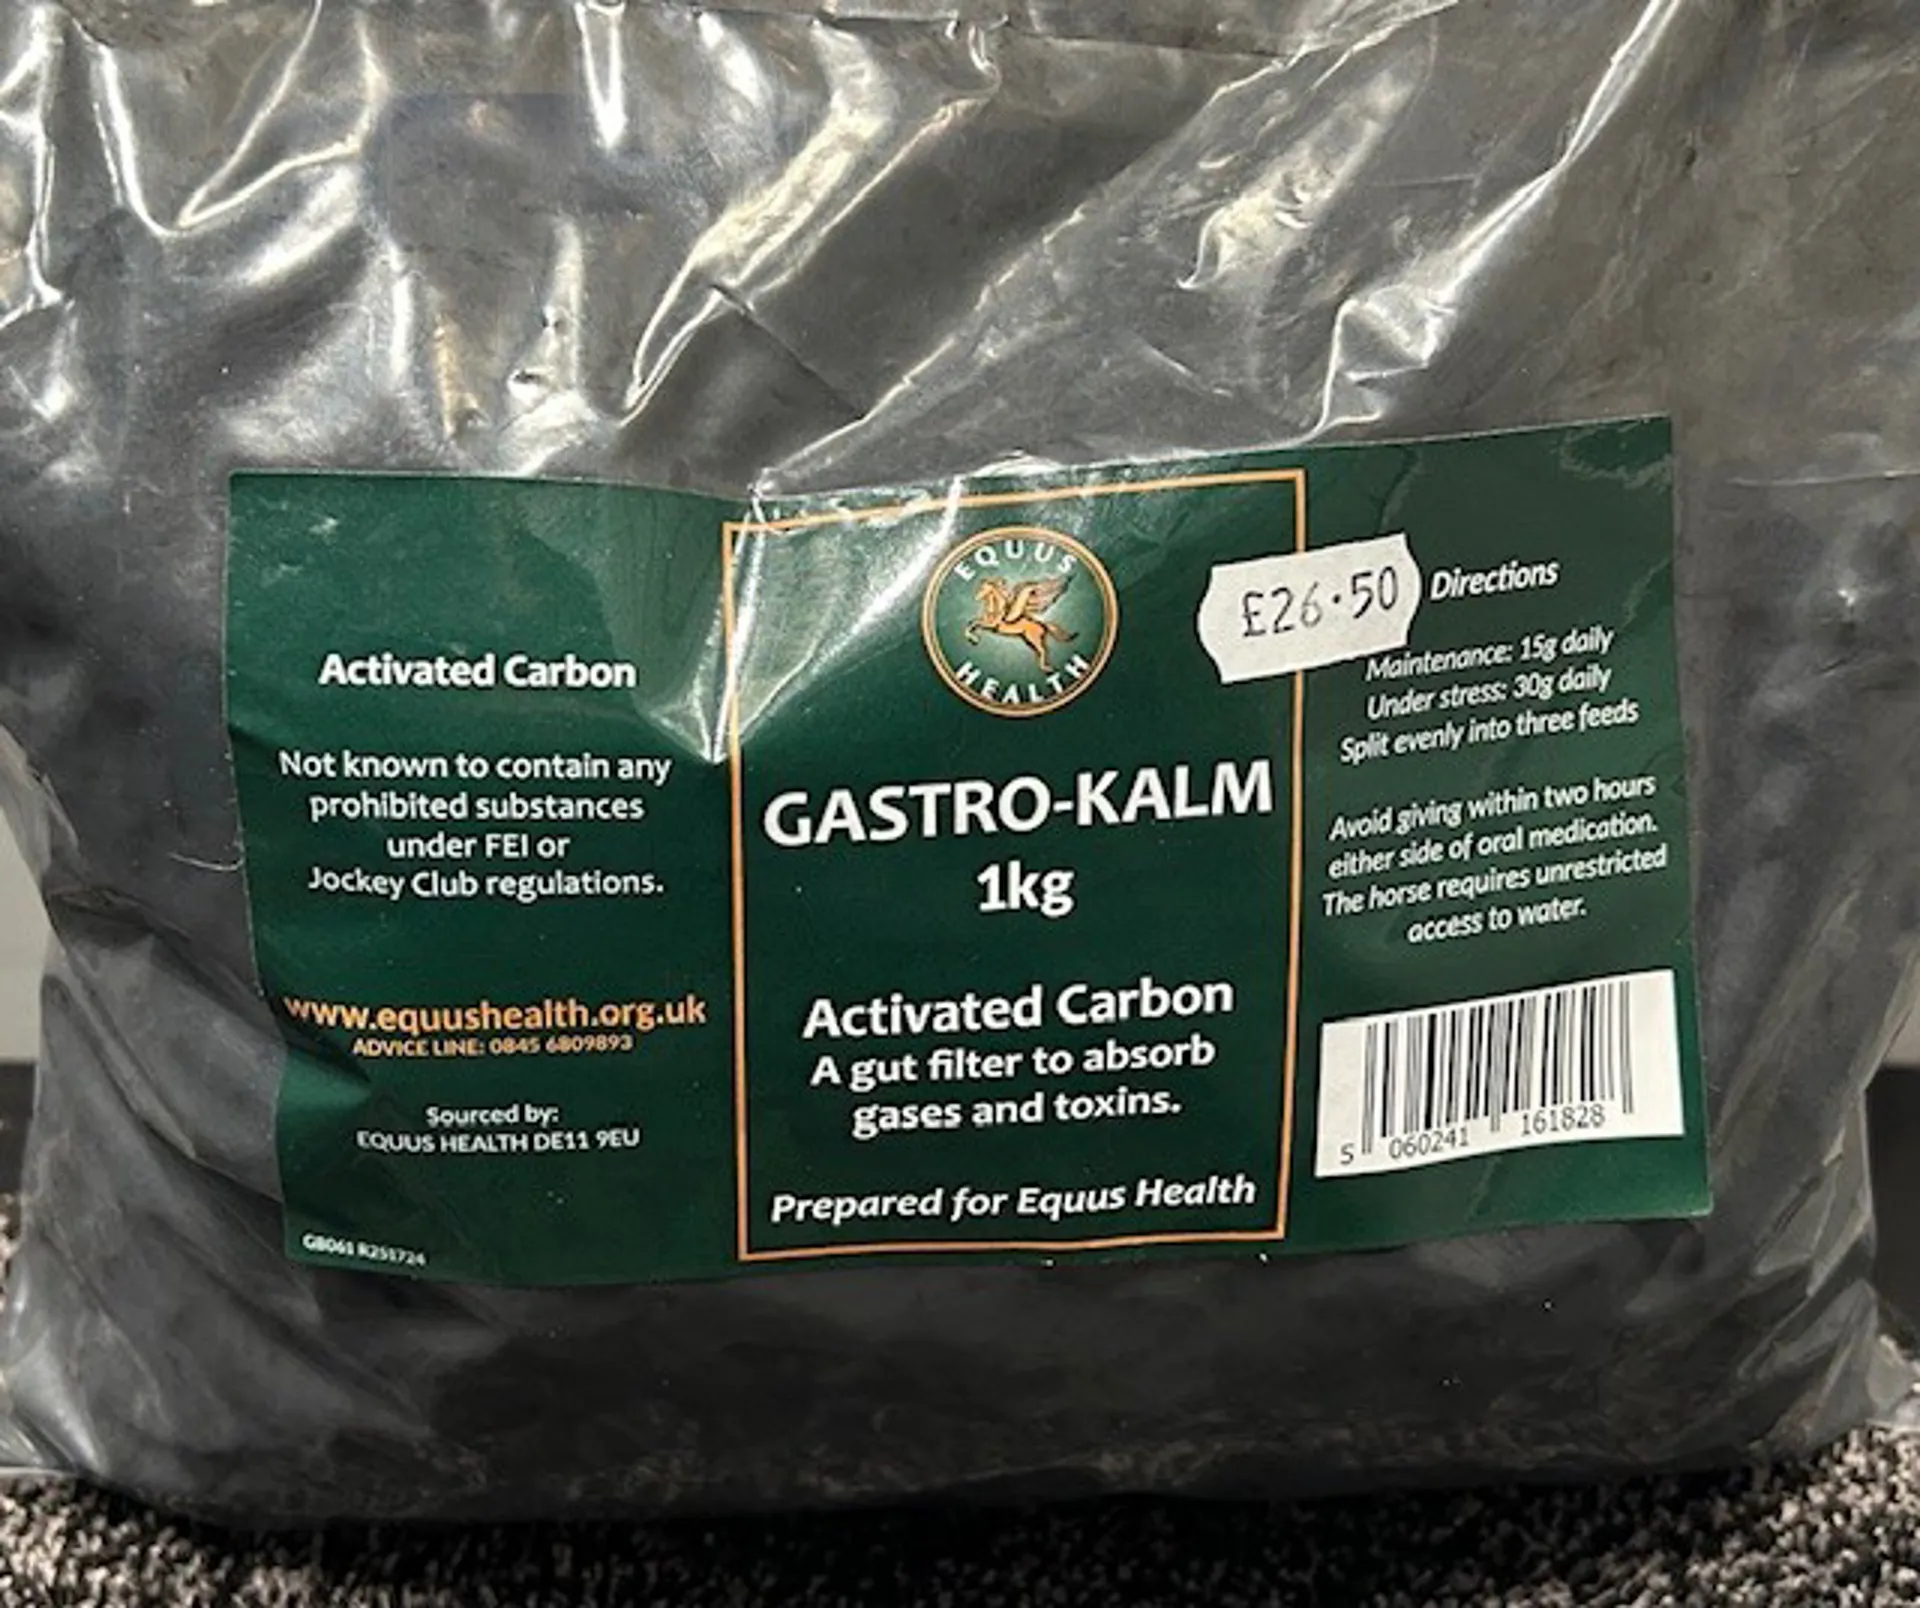 Activated Carbon
Not known to contain any
prohibited substances
under FEI or
Jockey Club regulations.
www.equushealth.org.uk
ADVICE LINE: 0845 6809893
Sourced by:
EQUUS HEALTH DE11 9EU
GB061 R251724
EQUUS
HEALTH
GASTRO-KALM
1kg
Activated Carbon
A gut filter to absorb
gases and toxins.
Prepared for Equus Health
£26.50
Directions
Maintenance: 15g daily
Under stress: 30g daily
Split evenly into three feeds
Avoid giving within two hours
either side of oral medication.
The horse requires unrestricted
access to water.
5 060241 161828